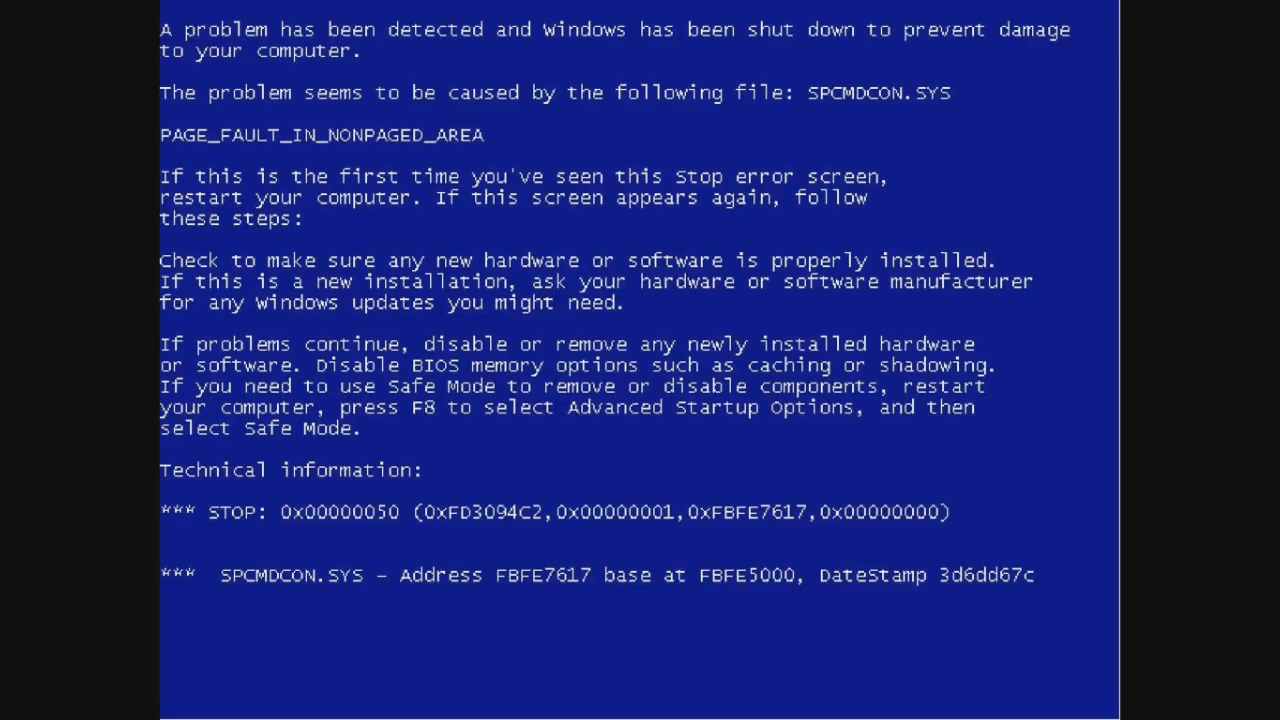 A problem has been detected and Windows has been shut down to prevent damage
to your computer.
The problem seems to be caused by the following file: SPCMDCON.SYS
PAGE_FAULT_IN_NONPAGED_AREA
If this is the first time you've seen this Stop error screen,
restart your computer. If this screen appears again, follow
these steps:
Check to make sure any new hardware or software is properly installed.
If this is a new installation, ask your hardware or software manufacturer
for any Windows updates you might need.
If problems continue, disable or remove any newly installed hardware
or software. Disable BIOS memory options such as caching or shadowing.
If you need to use Safe Mode to remove or disable components, restart
your computer, press F8 to select Advanced Startup Options, and then
select Safe Mode.
Technical information:
*** STOP: 0x00000050 (0xFD3094C2,0x00000001,0xFBFE7617,0x00000000)
***  SPCMDCON.SYS - Address FBFE7617 base at FBFE5000, DateStamp 3d6dd67c